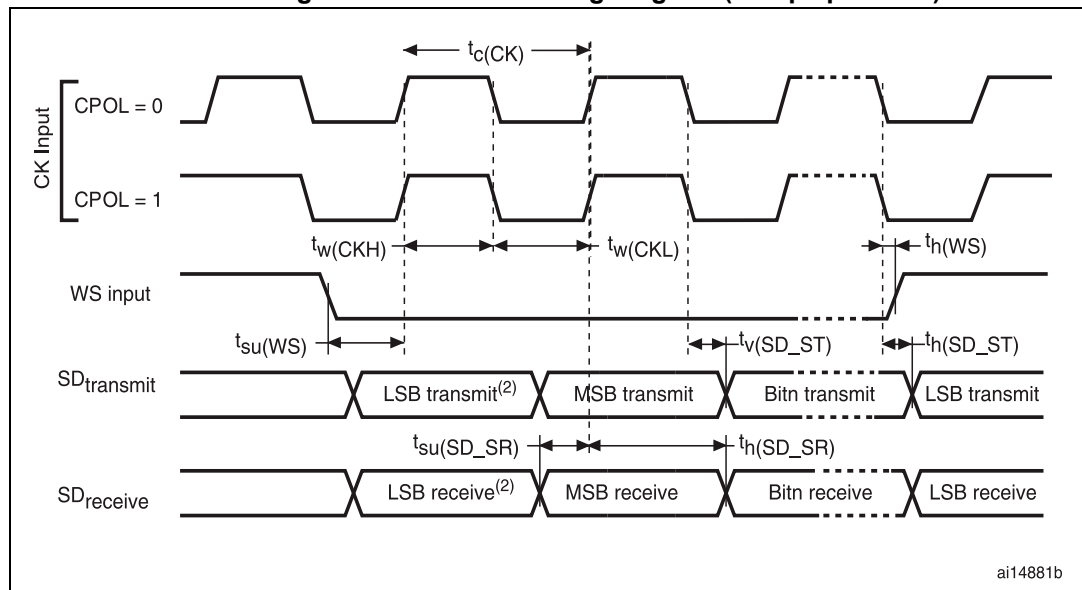 tc(CK)
CK Input
CPOL = 0
CPOL = 1
tw(CKH)
tw(CKL)
th(WS)
WS input
tsu(WS)
tv(SD_ST)
th(SD_ST)
SDtransmit
LSB transmit(2)
MSB transmit
Bitn transmit
LSB transmit
tsu(SD_SR)
th(SD_SR)
SDreceive
LSB receive(2)
MSB receive
Bitn receive
LSB receive
ai14881b